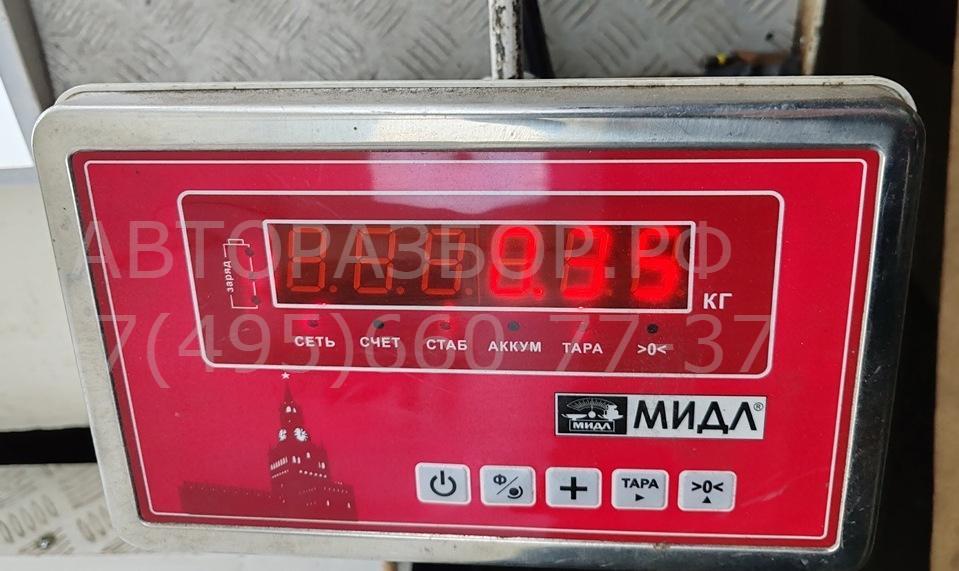 АВТОРАЗБОР.РФ
заряд
КГ
7(495)660-77-37
СЕТЬ СЧЕТ СТАБ АККУМ ТАРА >0<
МИДЛ МИДЛ®
Ф
ТАРА >0<